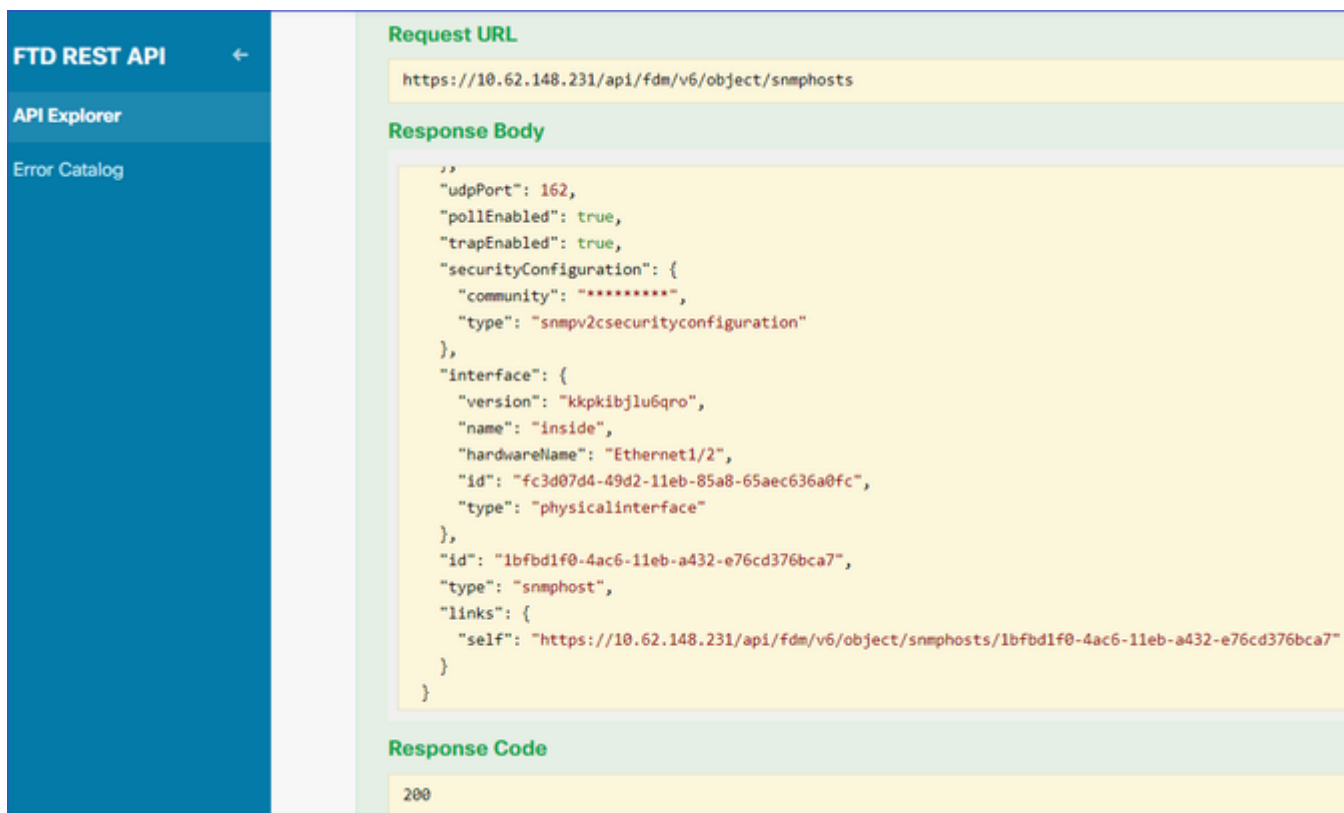 FTD REST API ←
API Explorer
Error Catalog
Request URL
https://10.62.148.231/api/fdm/v6/object/snmphosts
Response Body
},
"udpPort": 162,
"pollEnabled": true,
"trapEnabled": true,
"securityConfiguration": {
"community": "*********",
"type": "snmpv2csecurityconfiguration"
},
"interface": {
"version": "kkpkibjlu6qro",
"name": "inside",
"hardwareName": "Ethernet1/2",
"id": "fc3d07d4-49d2-11eb-85a8-65aec636a0fc",
"type": "physicalinterface"
},
"id": "1bfbd1f0-4ac6-11eb-a432-e76cd376bca7",
"type": "snmphost",
"links": {
"self": "https://10.62.148.231/api/fdm/v6/object/snmphosts/1bfbd1f0-4ac6-11eb-a432-e76cd376bca7"
}
}
Response Code
200